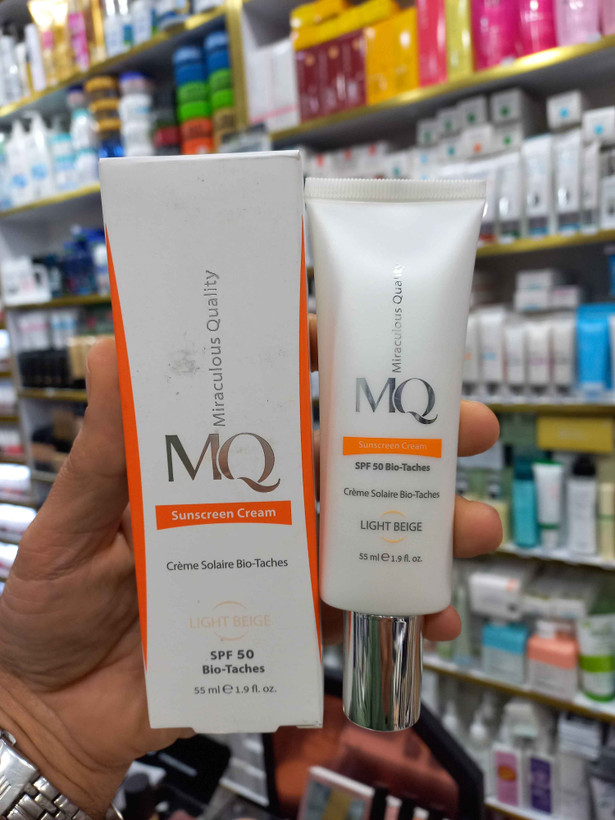 Miraculous Quality
MQ
Sunscreen Cream
Crème Solaire Bio-Taches
LIGHT BEIGE
SPF 50
Bio-Taches
55 ml ℮ 1.9 fl. oz.
Miraculous Quality
MQ
Sunscreen Cream
SPF 50 Bio-Taches
Crème Solaire Bio-Taches
LIGHT BEIGE
55 ml ℮ 1.9 fl. oz.